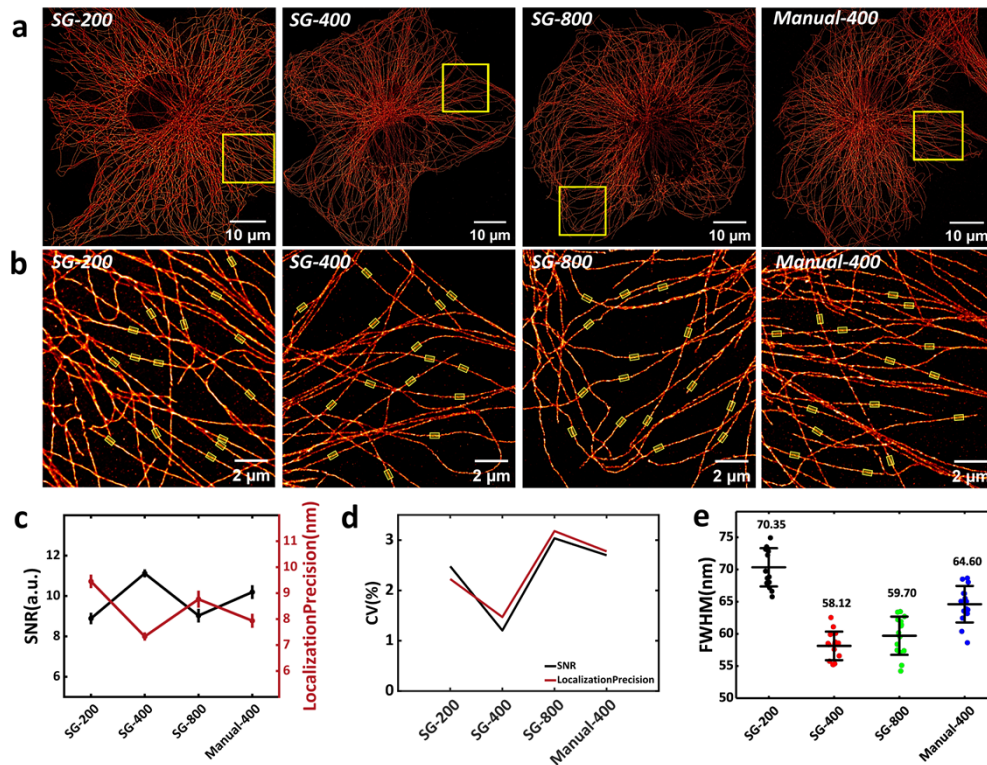 a
SG-200
SG-400
SG-800
Manual-400
10 μm
10 μm
10 μm
10 μm
b
SG-200
SG-400
SG-800
Manual-400
2 μm
2 μm
2 μm
2 μm
c
SNR(a.u.)
10
8
6
11
10
9
8
7
6
LocalizationPrecision(nm)
SG-200
SG-400
SG-800
Manual-400
d
CV(%)
3
2
1
0
SNR
LocalizationPrecision
SG-200
SG-400
SG-800
Manual-400
e
FWHM(nm)
75
70
65
60
55
50
70.35
58.12
59.70
64.60
SG-200
SG-400
SG-800
Manual-400